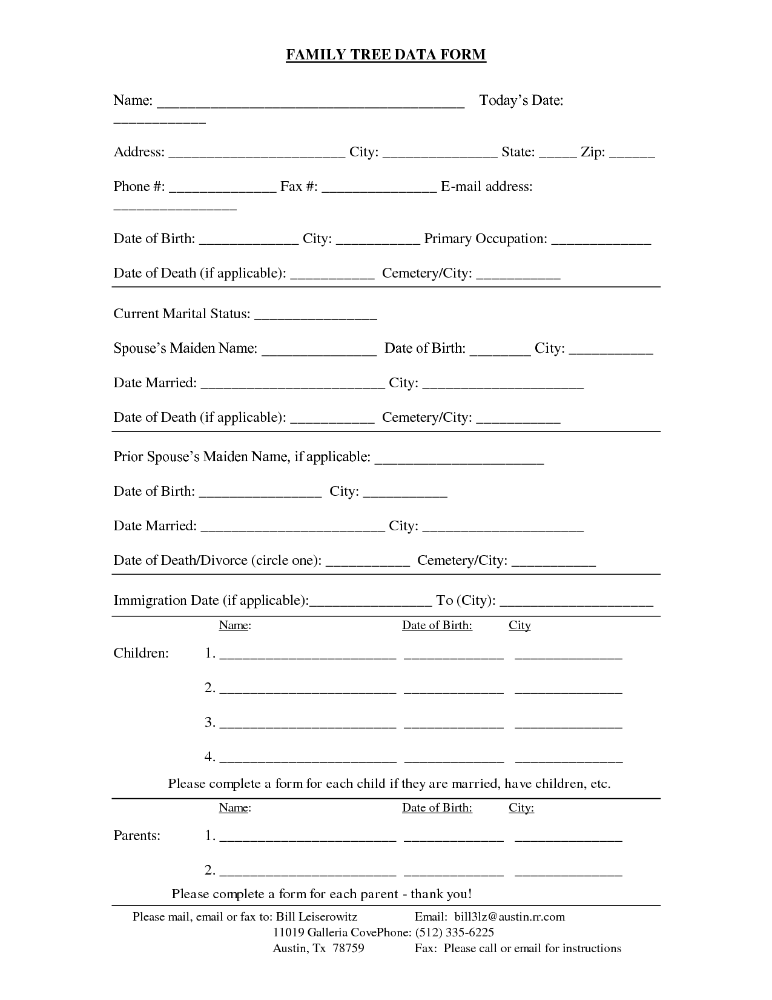 FAMILY TREE DATA FORM
Name: ________________________________________ Today’s Date:
____________
Address: _______________________ City: _______________ State: _____ Zip: ______
Phone #: ______________ Fax #: _______________ E-mail address:
________________
Date of Birth: _____________ City: ___________ Primary Occupation: _____________
Date of Death (if applicable): ___________ Cemetery/City: ___________
Current Marital Status: ________________
Spouse’s Maiden Name: _______________ Date of Birth: ________ City: ___________
Date Married: ________________________ City: _____________________
Date of Death (if applicable): ___________ Cemetery/City: ___________
Prior Spouse’s Maiden Name, if applicable: ______________________
Date of Birth: ________________ City: ___________
Date Married: ________________________ City: _____________________
Date of Death/Divorce (circle one): ___________ Cemetery/City: ___________
Immigration Date (if applicable):________________ To (City): ____________________
Name: Date of Birth: City
Children: 1. _______________________ _____________ ______________
2. _______________________ _____________ ______________
3. _______________________ _____________ ______________
4. _______________________ _____________ ______________
Please complete a form for each child if they are married, have children, etc.
Name: Date of Birth: City:
Parents: 1. _______________________ _____________ ______________
2. _______________________ _____________ ______________
Please complete a form for each parent - thank you!
Please mail, email or fax to: Bill Leiserowitz Email: bill3lz@austin.rr.com
11019 Galleria CovePhone: (512) 335-6225
Austin, Tx 78759 Fax: Please call or email for instructions